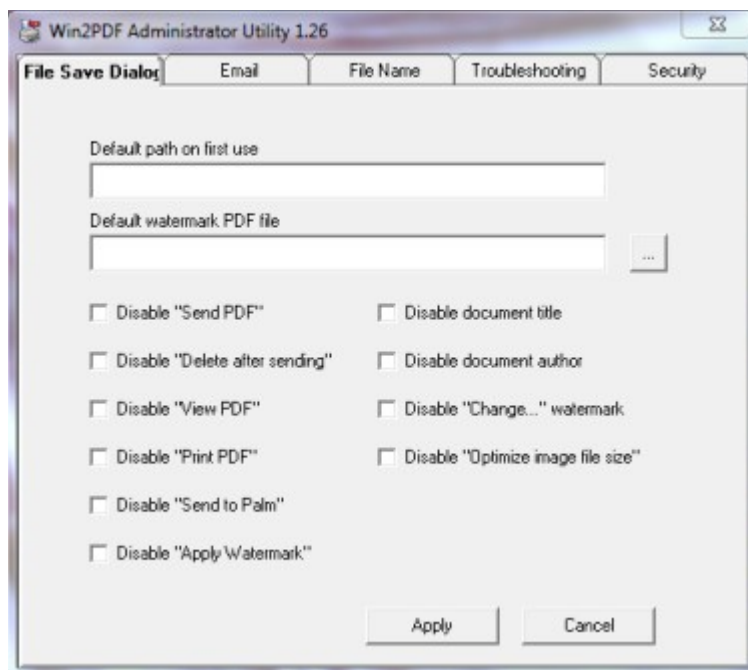 Win2PDF Administrator Utility 1.26
File Save Dialog Email File Name Troubleshooting Security
Default path on first use
Default watermark PDF file
...
Disable "Send PDF" Disable document title
Disable "Delete after sending" Disable document author
Disable "View PDF" Disable "Change..." watermark
Disable "Print PDF" Disable "Optimize image file size"
Disable "Send to Palm"
Disable "Apply Watermark"
Apply Cancel